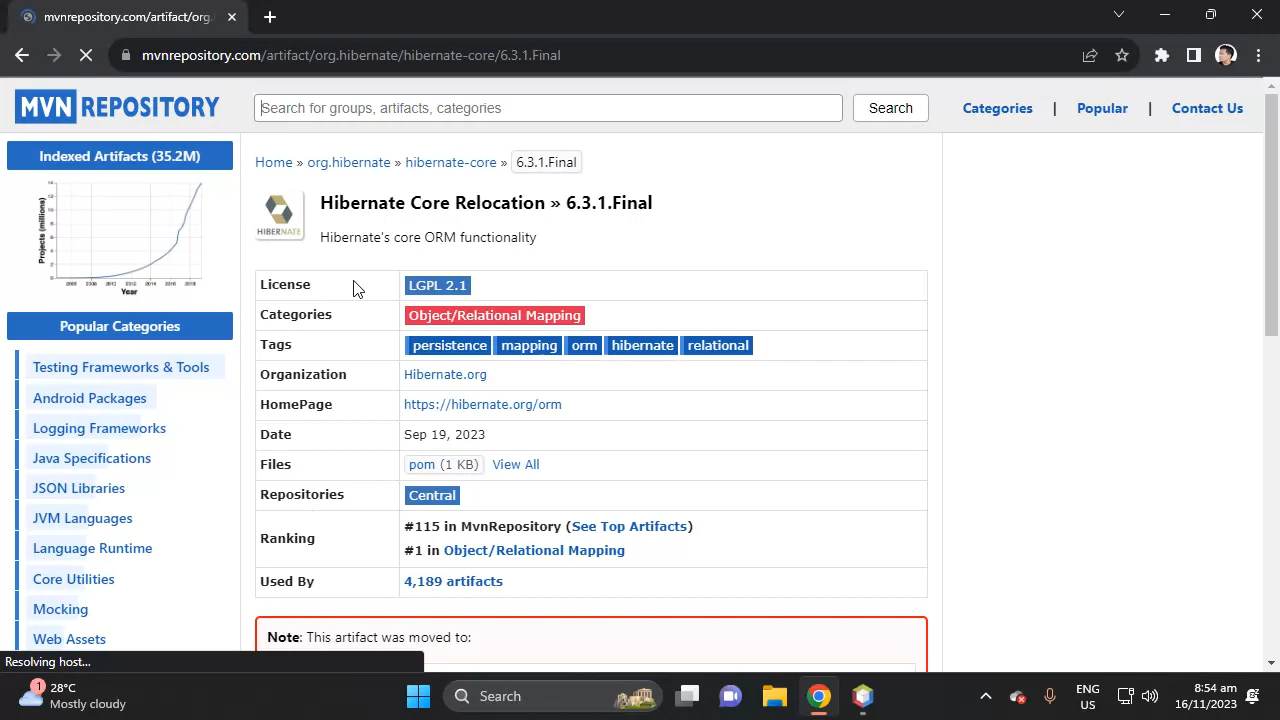 mvnrepository.com/artifact/org.
mvnrepository.com/artifact/org.hibernate/hibernate-core/6.3.1.Final
MVN REPOSITORY
Search for groups, artifacts, categories
Search
Categories | Popular | Contact Us
Indexed Artifacts (35.2M)
Projects (millions)
Year
Popular Categories
Testing Frameworks & Tools
Android Packages
Logging Frameworks
Java Specifications
JSON Libraries
JVM Languages
Language Runtime
Core Utilities
Mocking
Web Assets
Home » org.hibernate » hibernate-core » 6.3.1.Final
HIBERNATE
Hibernate Core Relocation » 6.3.1.Final
Hibernate's core ORM functionality
License LGPL 2.1
Categories Object/Relational Mapping
Tags persistence mapping orm hibernate relational
Organization Hibernate.org
HomePage https://hibernate.org/orm
Date Sep 19, 2023
Files pom (1 KB) View All
Repositories Central
Ranking #115 in MvnRepository (See Top Artifacts)
#1 in Object/Relational Mapping
Used By 4,189 artifacts
Note: This artifact was moved to:
Resolving host...
1
28°C
Mostly cloudy
Search
ENG
US
8:54 am
16/11/2023